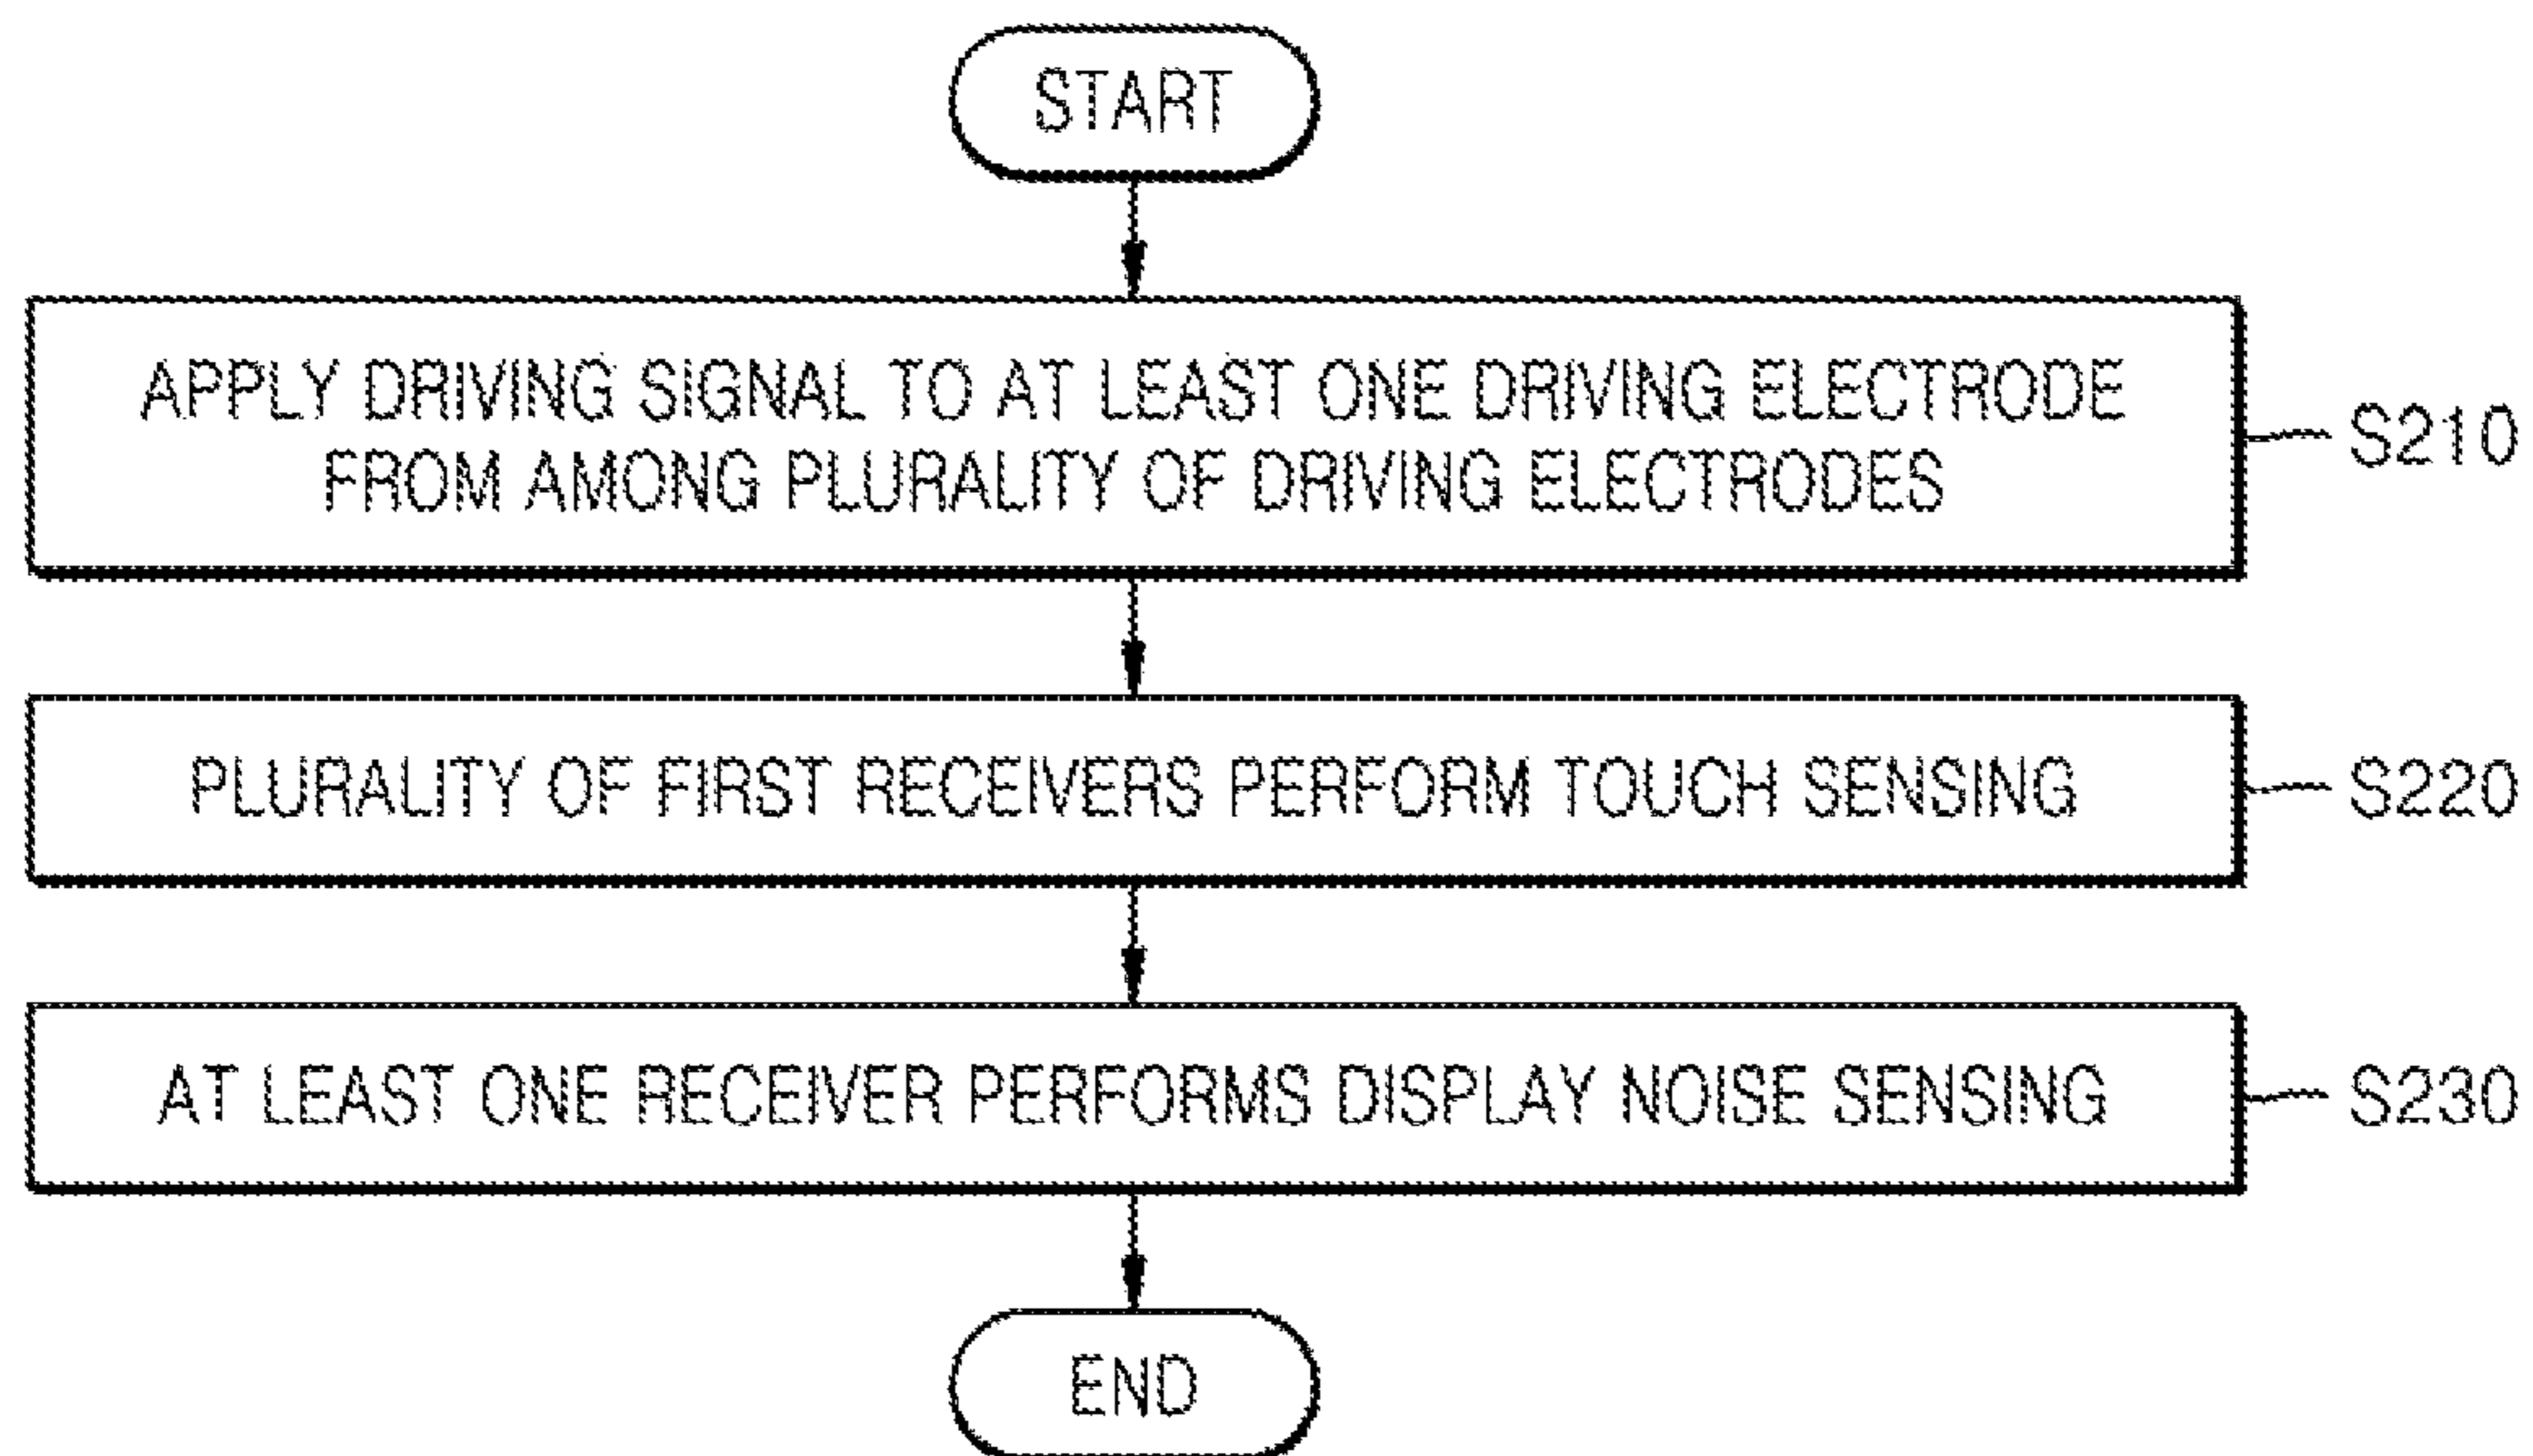 START
APPLY DRIVING SIGNAL TO AT LEAST ONE DRIVING ELECTRODE
FROM AMONG PLURALITY OF DRIVING ELECTRODES
S210
PLURALITY OF FIRST RECEIVERS PERFORM TOUCH SENSING
S220
AT LEAST ONE RECEIVER PERFORMS DISPLAY NOISE SENSING
S230
END